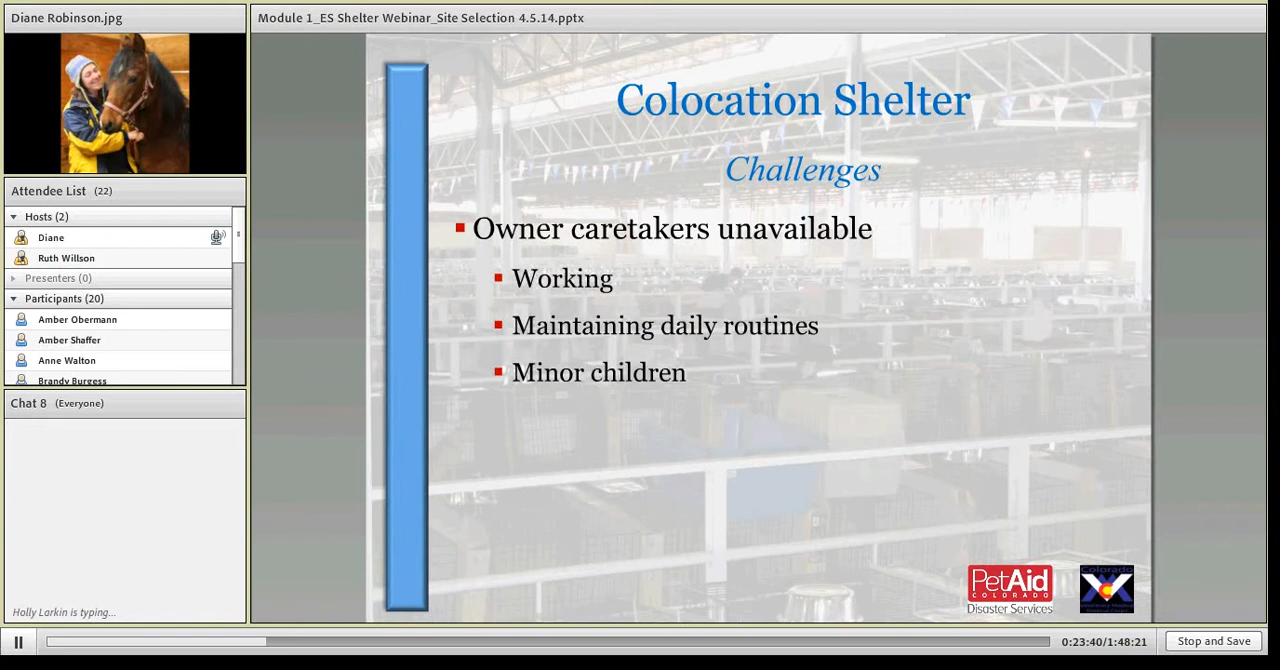 Diane Robinson.jpg
Module 1_ES Shelter Webinar_Site Selection 4.5.14.pptx
Attendee List (22)
Hosts (2)
Diane
Ruth Willson
Presenters (0)
Participants (20)
Amber Obermann
Amber Shaffer
Anne Walton
Brandy Burgess
Chat 8 (Everyone)
Holly Larkin is typing...
Colocation Shelter
Challenges
Owner caretakers unavailable
Working
Maintaining daily routines
Minor children
PetAid
COLORADO
Disaster Services
Colorado
0:23:40/1:48:21
Stop and Save